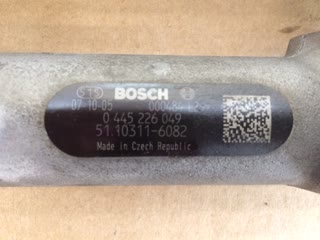 07-10-05 BOSCH
0 445 226 049
51.10311-6082
Made in Czech Republic